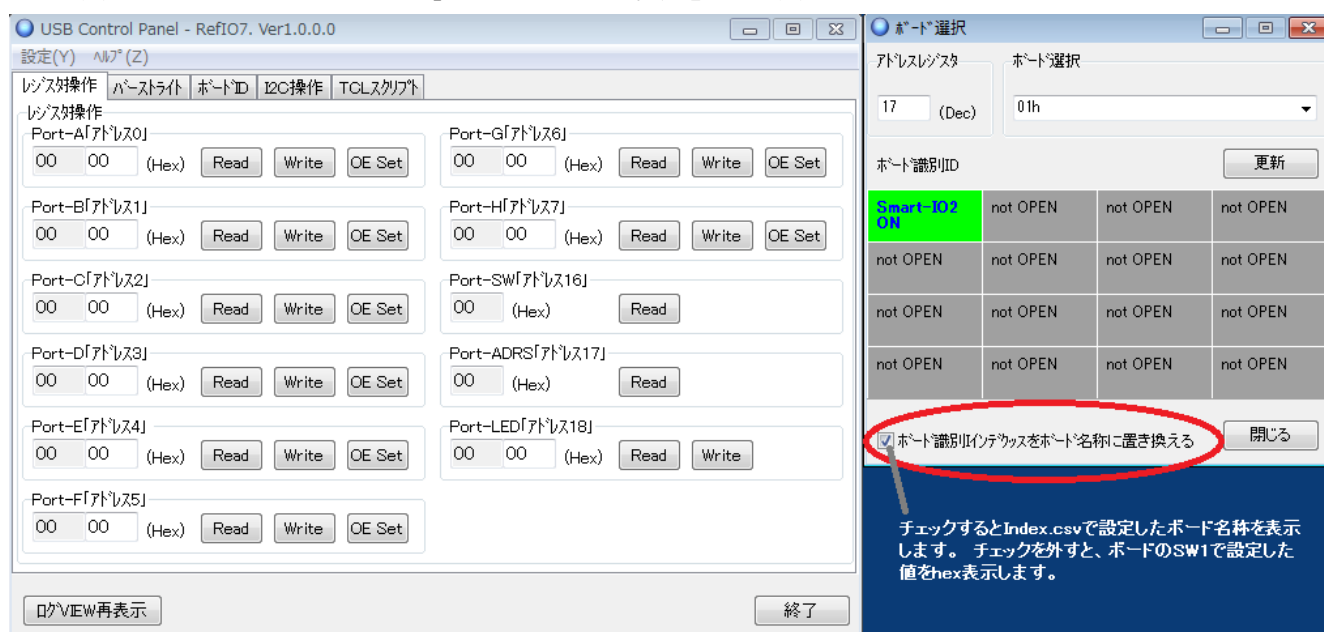 USB Control Panel - RefIO7. Ver1.0.0.0
設定(Y) ﾍﾙﾌﾟ(Z)
ﾚｼﾞｽﾀ操作 ﾊﾞｰｽﾄﾗｲﾄ ﾎﾞｰﾄﾞID I2C操作 TCLｽｸﾘﾌﾟﾄ
ﾚｼﾞｽﾀ操作
Port-A｢ｱﾄﾞﾚｽ0｣
00 00 (Hex) Read Write OE Set
Port-B｢ｱﾄﾞﾚｽ1｣
00 00 (Hex) Read Write OE Set
Port-C｢ｱﾄﾞﾚｽ2｣
00 00 (Hex) Read Write OE Set
Port-D｢ｱﾄﾞﾚｽ3｣
00 00 (Hex) Read Write OE Set
Port-E｢ｱﾄﾞﾚｽ4｣
00 00 (Hex) Read Write OE Set
Port-F｢ｱﾄﾞﾚｽ5｣
00 00 (Hex) Read Write OE Set
Port-G｢ｱﾄﾞﾚｽ6｣
00 00 (Hex) Read Write OE Set
Port-H｢ｱﾄﾞﾚｽ7｣
00 00 (Hex) Read Write OE Set
Port-SW｢ｱﾄﾞﾚｽ16｣
00 (Hex) Read
Port-ADRS｢ｱﾄﾞﾚｽ17｣
00 (Hex) Read
Port-LED｢ｱﾄﾞﾚｽ18｣
00 00 (Hex) Read Write
ﾛｸﾞVIEW再表示 終了
ﾎﾞｰﾄﾞ選択
ｱﾄﾞﾚｽﾚｼﾞｽﾀ ﾎﾞｰﾄﾞ選択
17 (Dec) 01h
ﾎﾞｰﾄﾞ識別ID 更新
Smart-IO2 not OPEN not OPEN not OPEN
ON
not OPEN not OPEN not OPEN not OPEN
not OPEN not OPEN not OPEN not OPEN
not OPEN not OPEN not OPEN not OPEN
ﾎﾞｰﾄﾞ識別Iｲﾝﾃﾞｳｯｽをﾎﾞｰﾄﾞ名称に置き換える 閉じる
チェックするとIndex.csvで設定したボード名称を表示
します。 チェックを外すと、ボードのSW1で設定した
値をhex表示します。